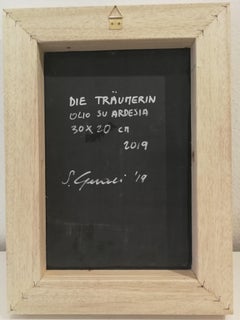 DIE TRÄUMERIN
OLIO SU ARDESIA
30X20 cm
2019
S. '19